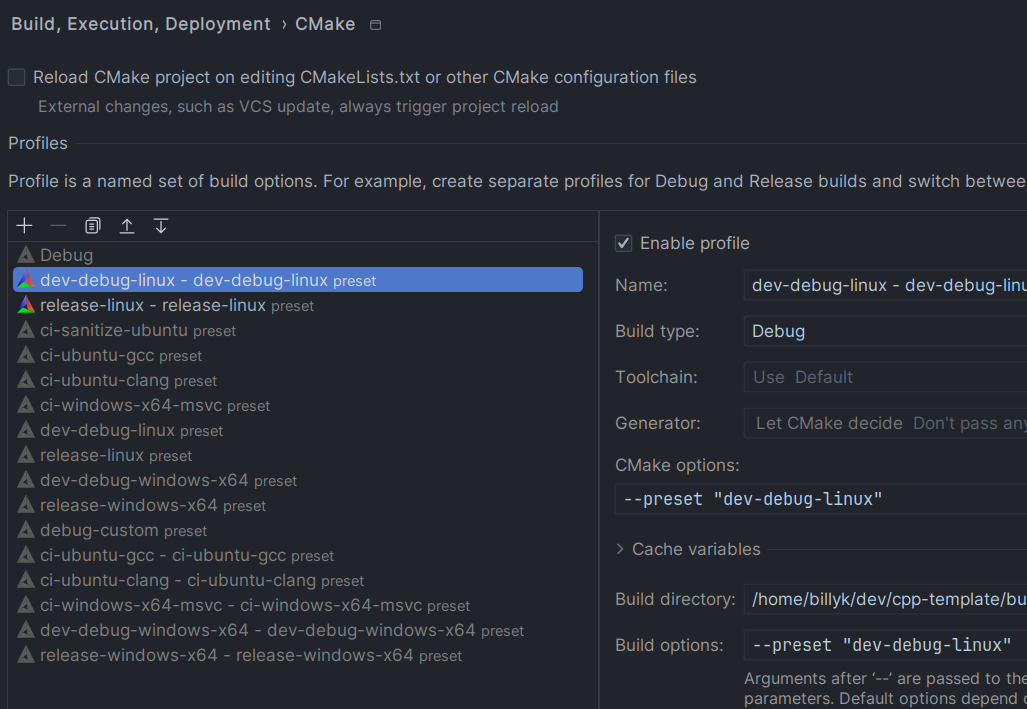 Build, Execution, Deployment › CMake
Reload CMake project on editing CMakeLists.txt or other CMake configuration files
External changes, such as VCS update, always trigger project reload
Profiles
Profile is a named set of build options. For example, create separate profiles for Debug and Release builds and switch betwee
Debug
dev-debug-linux - dev-debug-linux preset
release-linux - release-linux preset
ci-sanitize-ubuntu preset
ci-ubuntu-gcc preset
ci-ubuntu-clang preset
ci-windows-x64-msvc preset
dev-debug-linux preset
release-linux preset
dev-debug-windows-x64 preset
release-windows-x64 preset
debug-custom preset
ci-ubuntu-gcc - ci-ubuntu-gcc preset
ci-ubuntu-clang - ci-ubuntu-clang preset
ci-windows-x64-msvc - ci-windows-x64-msvc preset
dev-debug-windows-x64 - dev-debug-windows-x64 preset
release-windows-x64 - release-windows-x64 preset
Enable profile
Name: dev-debug-linux - dev-debug-linu
Build type: Debug
Toolchain: Use Default
Generator: Let CMake decide Don't pass any
CMake options:
--preset "dev-debug-linux"
Cache variables
Build directory: /home/billyk/dev/cpp-template/bu
Build options: --preset "dev-debug-linux"
Arguments after '--' are passed to the
parameters. Default options depend o